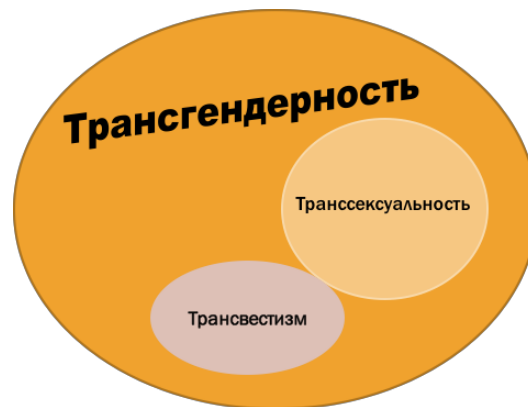 Трансгендерность
Транссексуальность
Трансвестизм